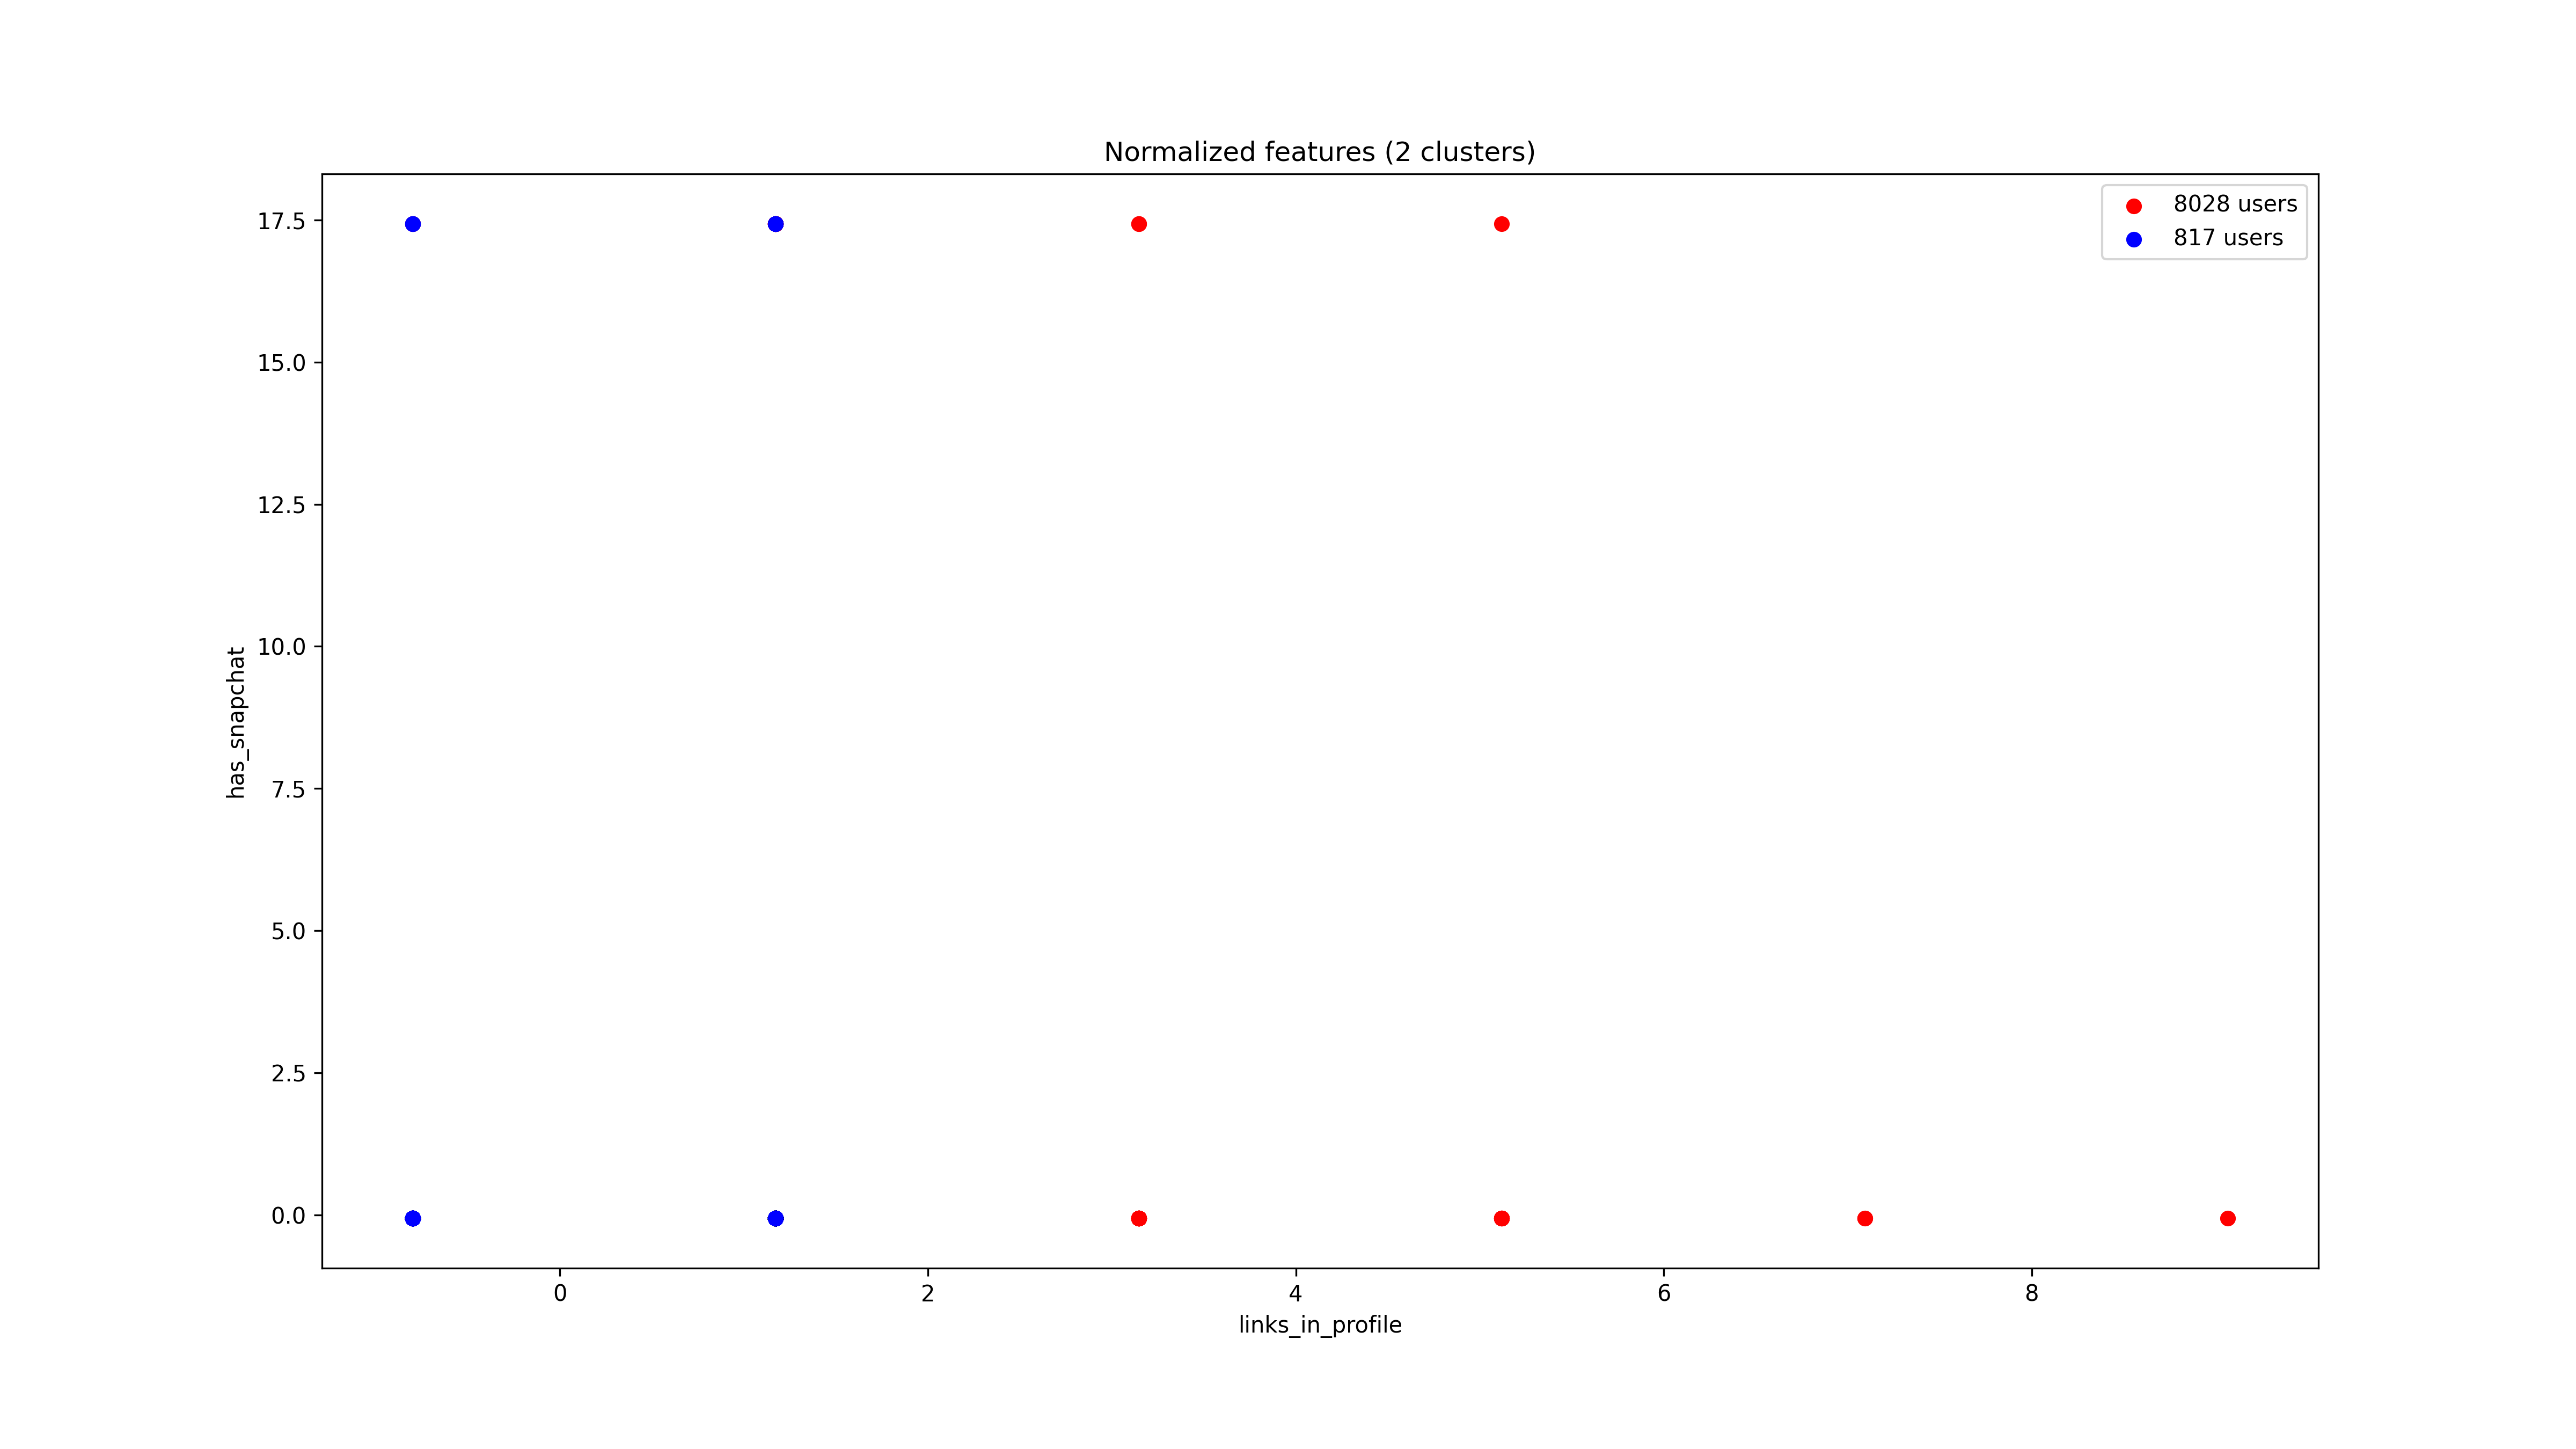 Normalized features (2 clusters)
8028 users
817 users
17.5
15.0
12.5
10.0
7.5
5.0
2.5
0.0
has_snapchat
0 2 4 6 8
links_in_profile